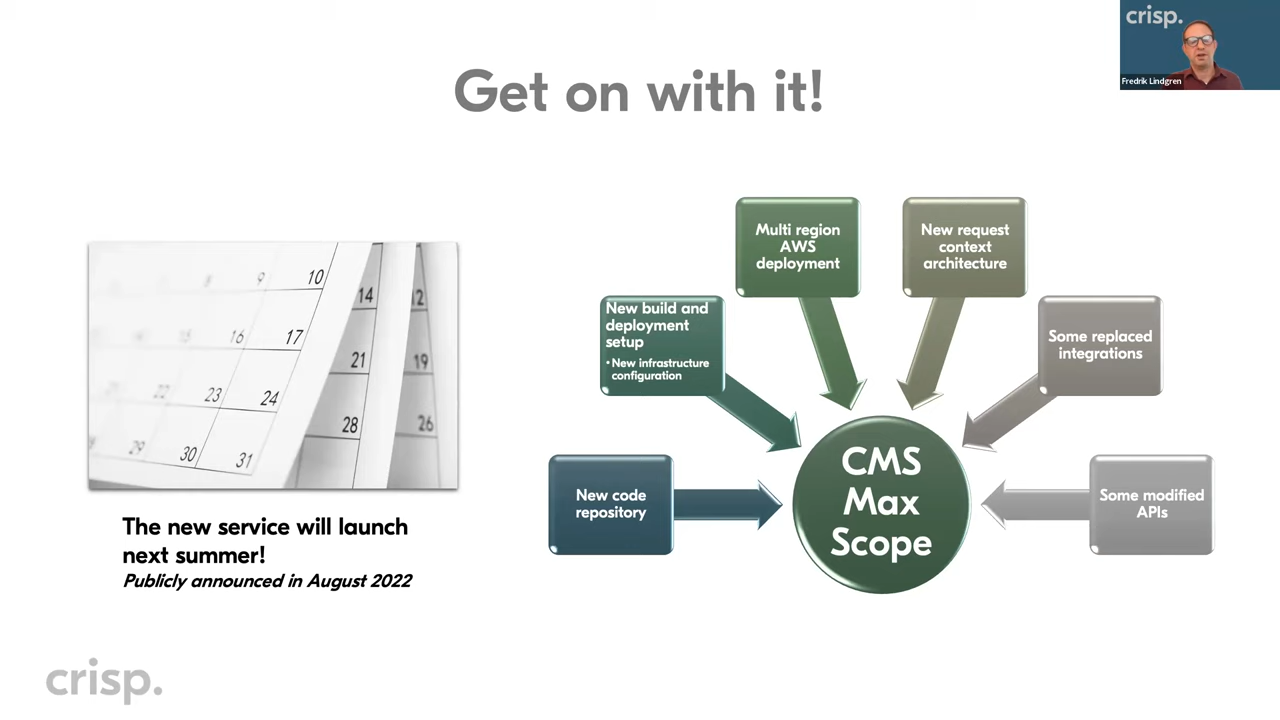 crisp.
Fredrik Lindgren
Get on with it!
10
14
12
16
17
21
19
22
23
24
28
26
29
30
31
The new service will launch
next summer!
Publicly announced in August 2022
Multi region
AWS
deployment
New request
context
architecture
New build and
deployment
setup
• New infrastructure
configuration
Some replaced
integrations
New code
repository
CMS
Max
Scope
Some modified
APIs
crisp.